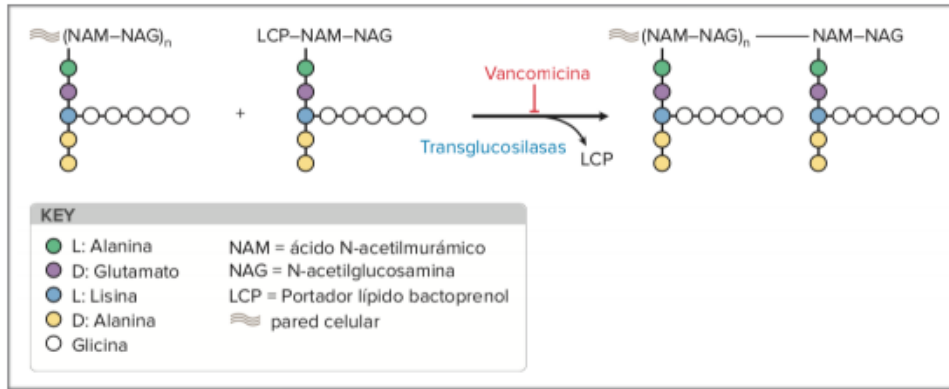 (NAM–NAG)n
LCP–NAM–NAG
(NAM–NAG)n
NAM–NAG
Vancomicina
+
Transglucosilasas
LCP
KEY
L: Alanina
D: Glutamato
L: Lisina
D: Alanina
Glicina
NAM = ácido N-acetilmurámico
NAG = N-acetilglucosamina
LCP = Portador lípido bactoprenol
pared celular